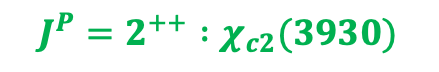 J^P = 2^{++} : χ_{c2}(3930)